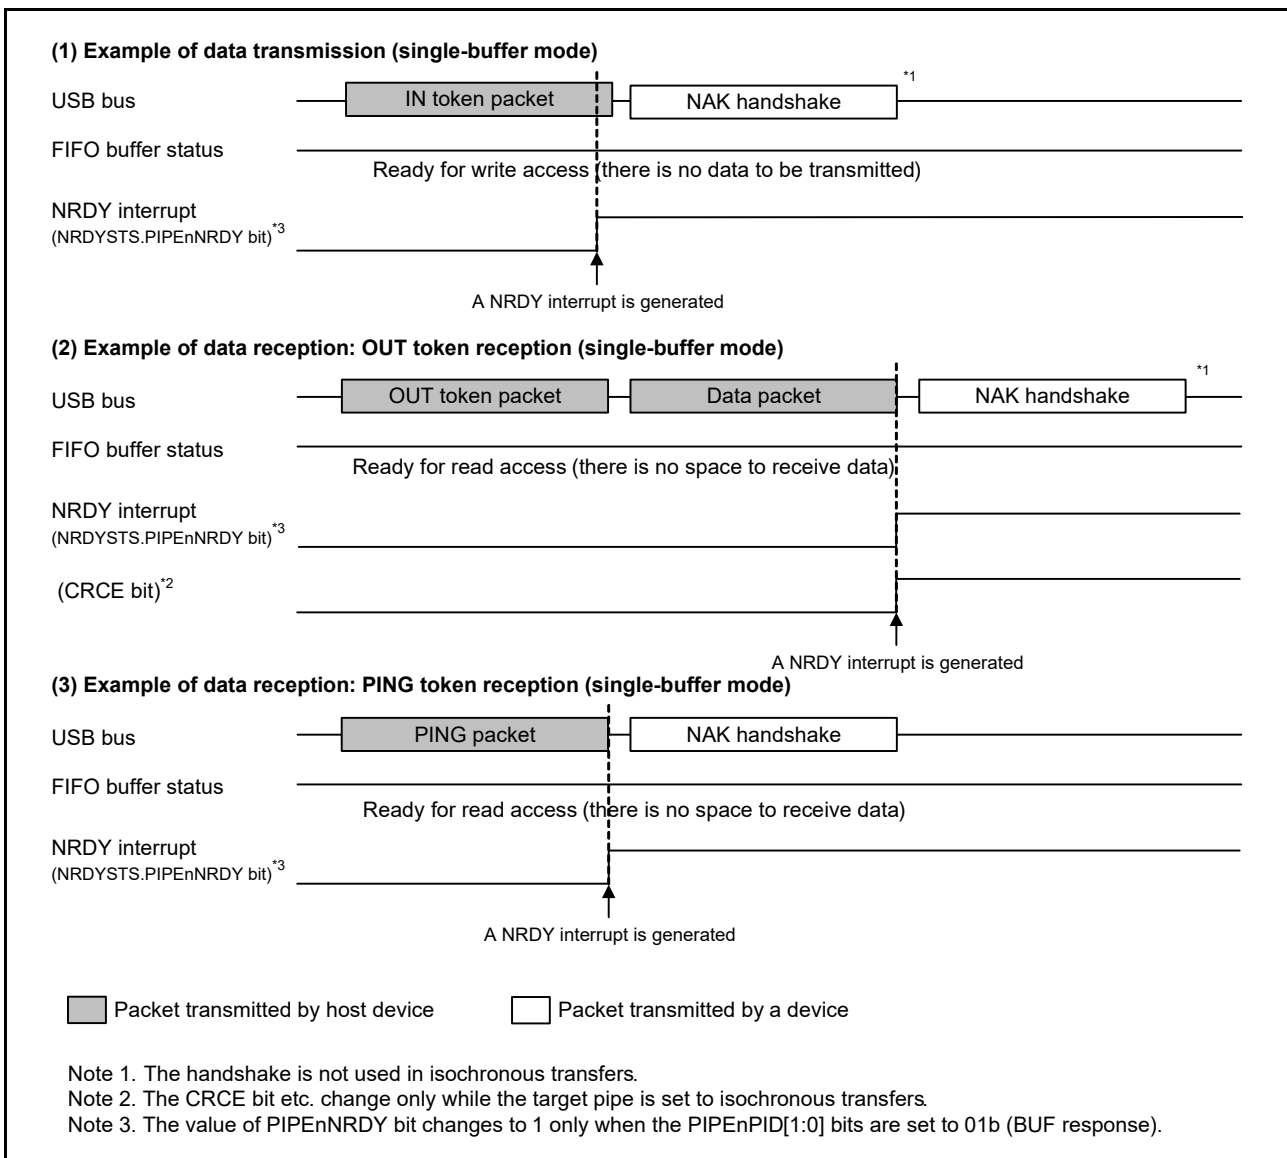 (1) Example of data transmission (single-buffer mode)
USB bus
IN token packet
NAK handshake
*1
FIFO buffer status
Ready for write access (there is no data to be transmitted)
NRDY interrupt
(NRDYSTS.PIPEnNRDY bit)*3
A NRDY interrupt is generated
(2) Example of data reception: OUT token reception (single-buffer mode)
USB bus
OUT token packet
Data packet
NAK handshake
*1
FIFO buffer status
Ready for read access (there is no space to receive data)
NRDY interrupt
(NRDYSTS.PIPEnNRDY bit)*3
(CRCE bit)*2
A NRDY interrupt is generated
(3) Example of data reception: PING token reception (single-buffer mode)
USB bus
PING packet
NAK handshake
FIFO buffer status
Ready for read access (there is no space to receive data)
NRDY interrupt
(NRDYSTS.PIPEnNRDY bit)*3
A NRDY interrupt is generated
Packet transmitted by host device
Packet transmitted by a device
Note 1. The handshake is not used in isochronous transfers.
Note 2. The CRCE bit etc. change only while the target pipe is set to isochronous transfers.
Note 3. The value of PIPEnNRDY bit changes to 1 only when the PIPEnPID[1:0] bits are set to 01b (BUF response).